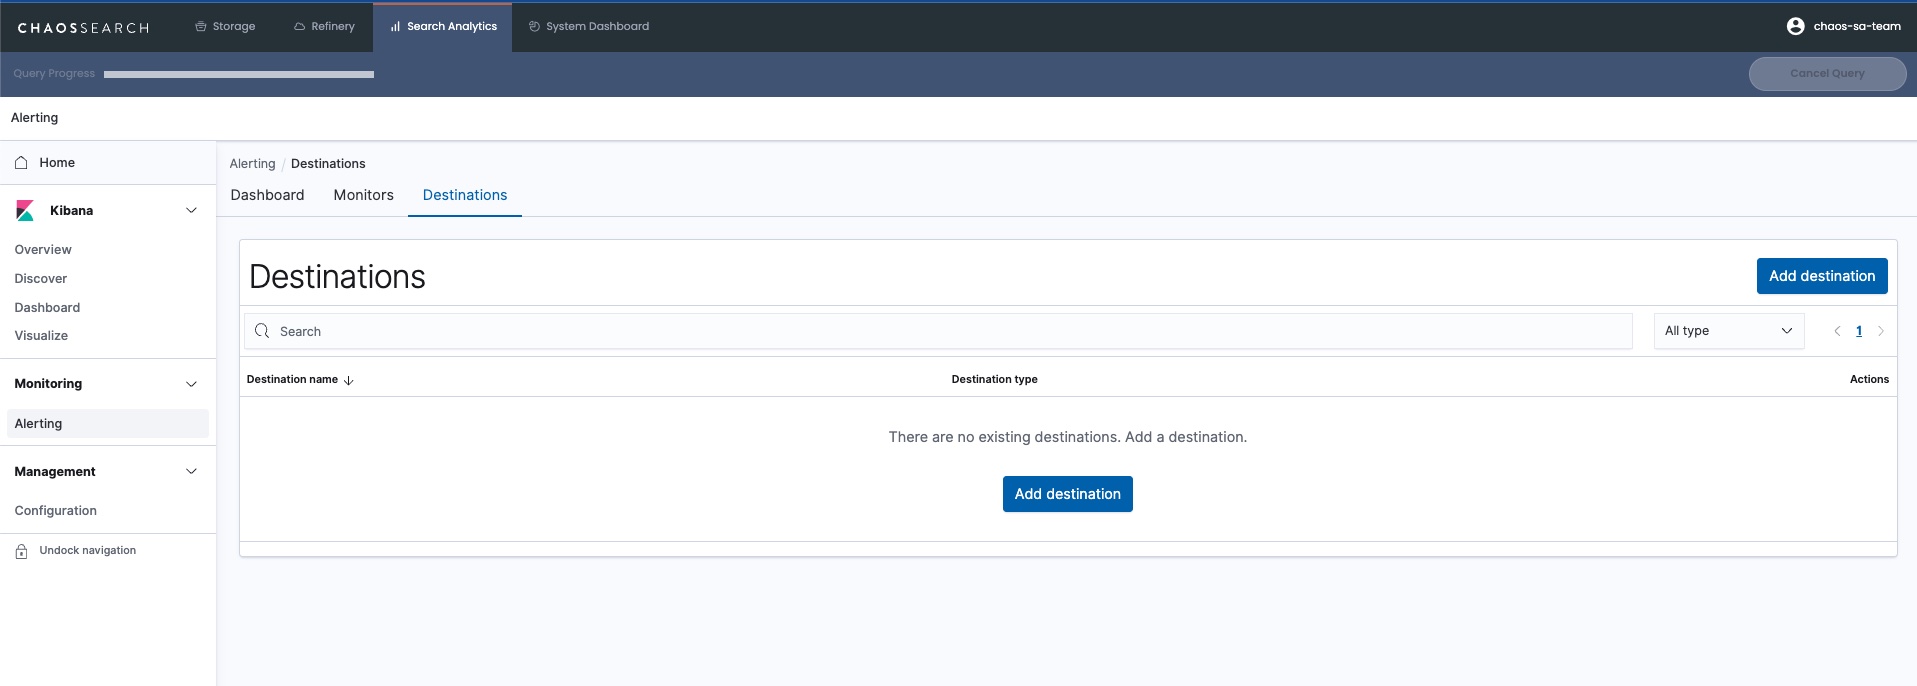 CHAOSSEARCH Storage Refinery Search Analytics System Dashboard chaos-sa-team
Query Progress Cancel Query
Alerting
Home
Kibana
Overview
Discover
Dashboard
Visualize
Monitoring
Alerting
Management
Configuration
Undock navigation
Alerting / Destinations
Dashboard Monitors Destinations
Destinations Add destination
Search All type 1
Destination name Destination type Actions
There are no existing destinations. Add a destination.
Add destination